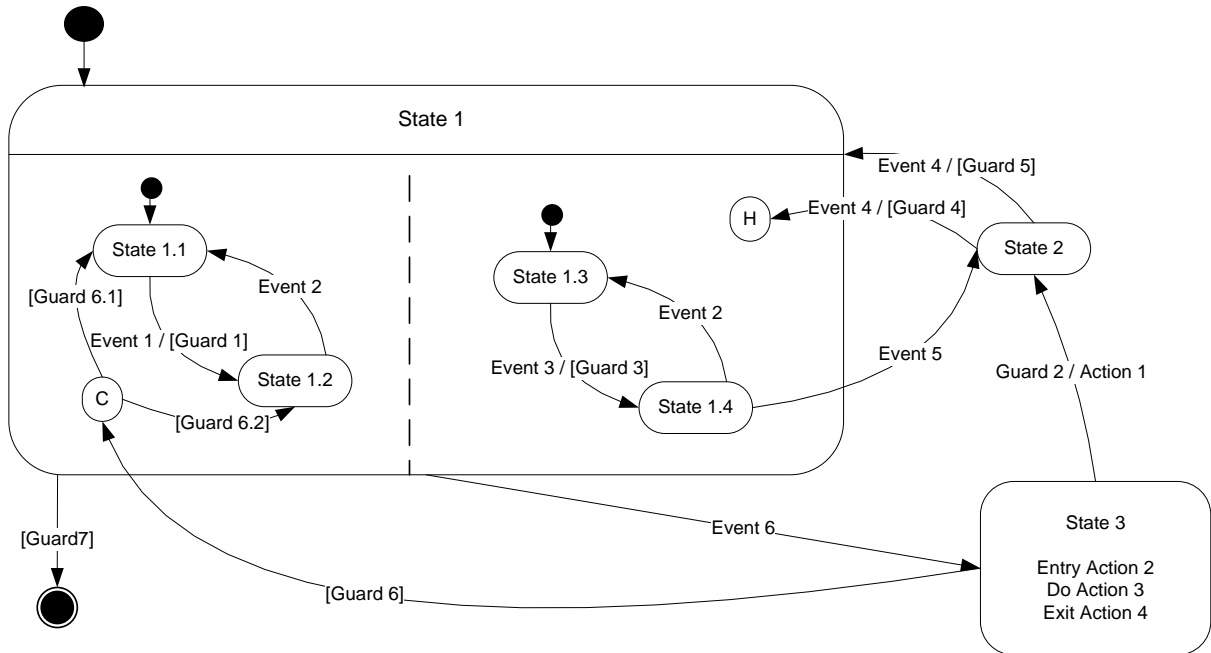 State 1
Event 4 / [Guard 5]
Event 4 / [Guard 4]
H
State 1.1
State 2
State 1.3
[Guard 6.1]
Event 2
Event 2
Event 1 / [Guard 1]
Event 5
Event 3 / [Guard 3]
Guard 2 / Action 1
State 1.2
C
State 1.4
[Guard 6.2]
State 3
Event 6
[Guard7]
Entry Action 2
Do Action 3
[Guard 6]
Exit Action 4